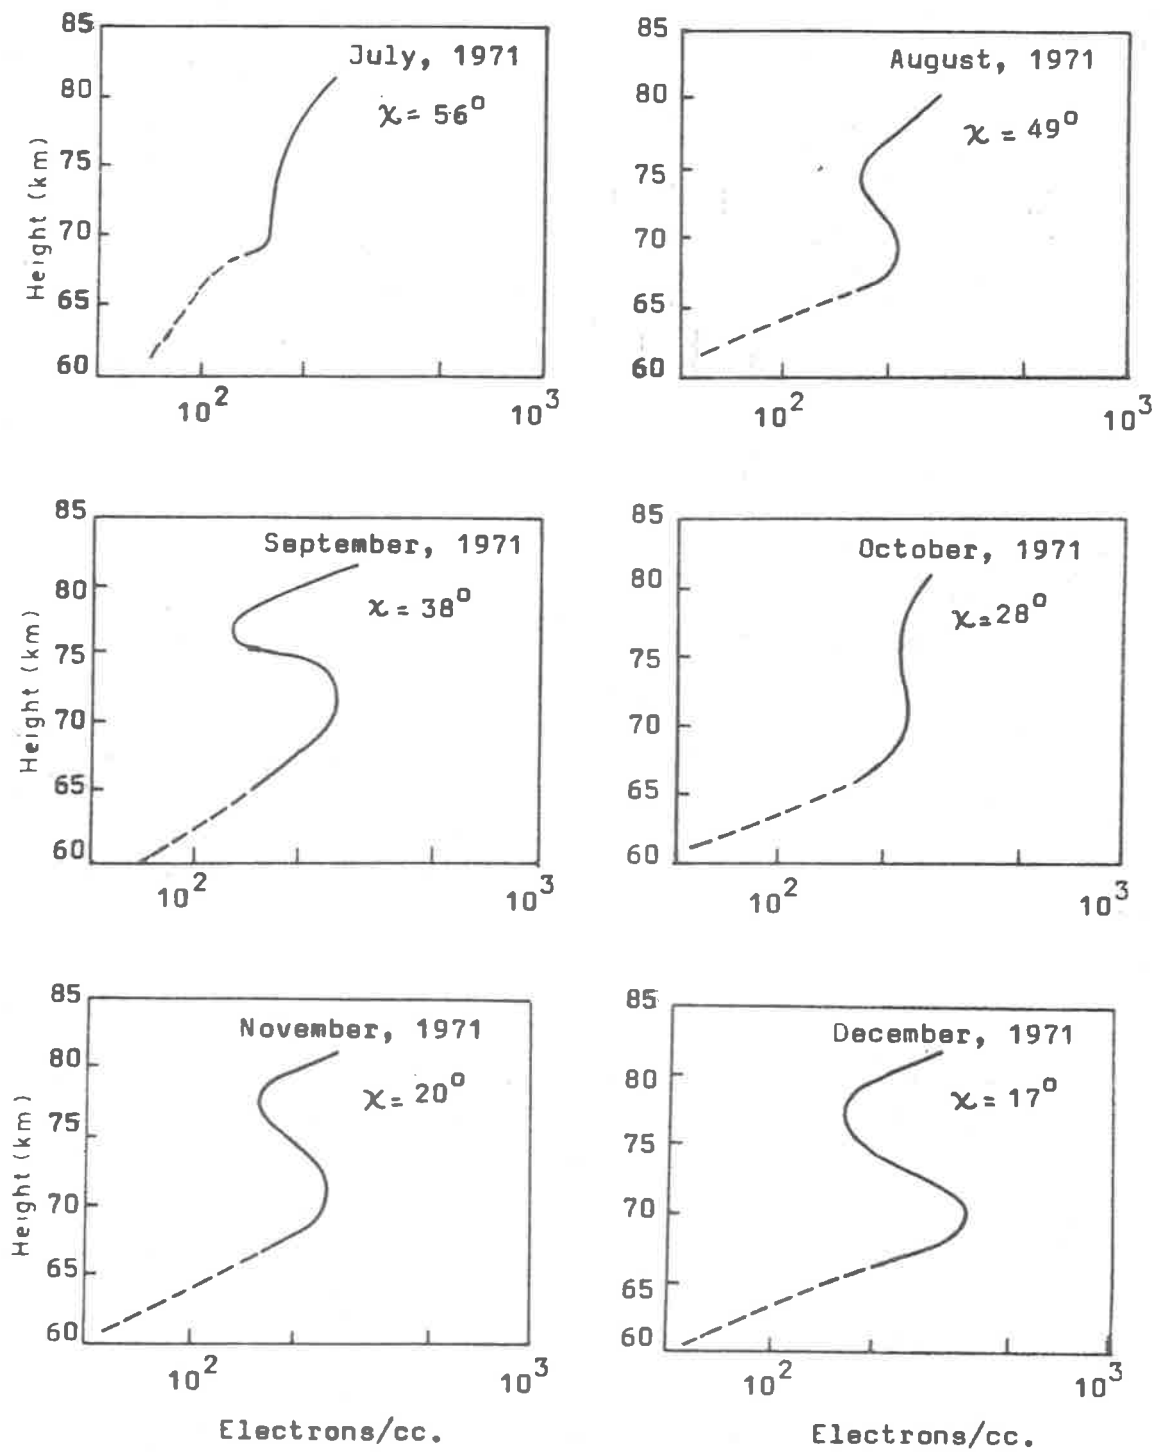 85
July, 1971
80
χ = 56°
75
70
65
60
10² 10³
Height (km)
85
August, 1971
80
χ = 49°
75
70
65
60
10² 10³
85
September, 1971
80
χ = 38°
75
70
65
60
10² 10³
Height (km)
85
October, 1971
80
χ = 28°
75
70
65
60
10² 10³
85
November, 1971
80
χ = 20°
75
70
65
60
10² 10³
Height (km)
Electrons/cc.
85
December, 1971
80
χ = 17°
75
70
65
60
10² 10³
Electrons/cc.